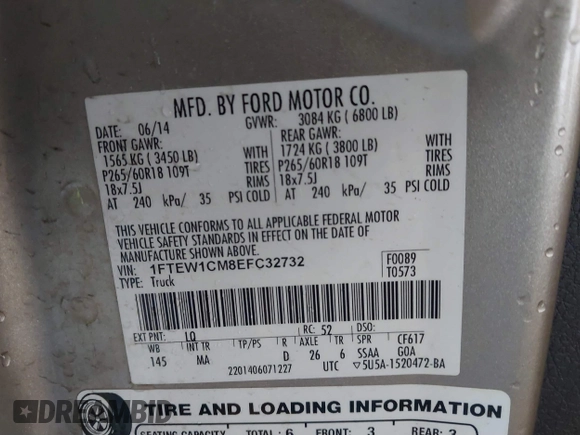 MFD. BY FORD MOTOR CO.
DATE: 06/14 GVWR: 3084 KG ( 6800 LB)
FRONT GAWR: REAR GAWR:
1565 KG ( 3450 LB) WITH 1724 KG ( 3800 LB) WITH
P265/60R18 109T TIRES P265/60R18 109T TIRES
18x7.5J RIMS 18x7.5J RIMS
AT 240 kPa/ 35 PSI COLD AT 240 kPa/ 35 PSI COLD
THIS VEHICLE CONFORMS TO ALL APPLICABLE FEDERAL MOTOR
VEHICLE SAFETY STANDARDS IN EFFECT ON THE DATE OF
MANUFACTURE SHOWN ABOVE.
VIN: 1FTEW1CM8EFC32732 F0089
TYPE: Truck T0573
EXT PNT: LQ RC: 52 DSO:
WB INT TR TP/PS R AXLE TR SPR CF617
145 MA D 26 6 SSAA GOA
2201406071227 UTC ▽5U5A-1520472-BA
TIRE AND LOADING INFORMATION
SEATING CAPACITY TOTAL: 6 FRONT: 3 REAR: 3
DREAMBID